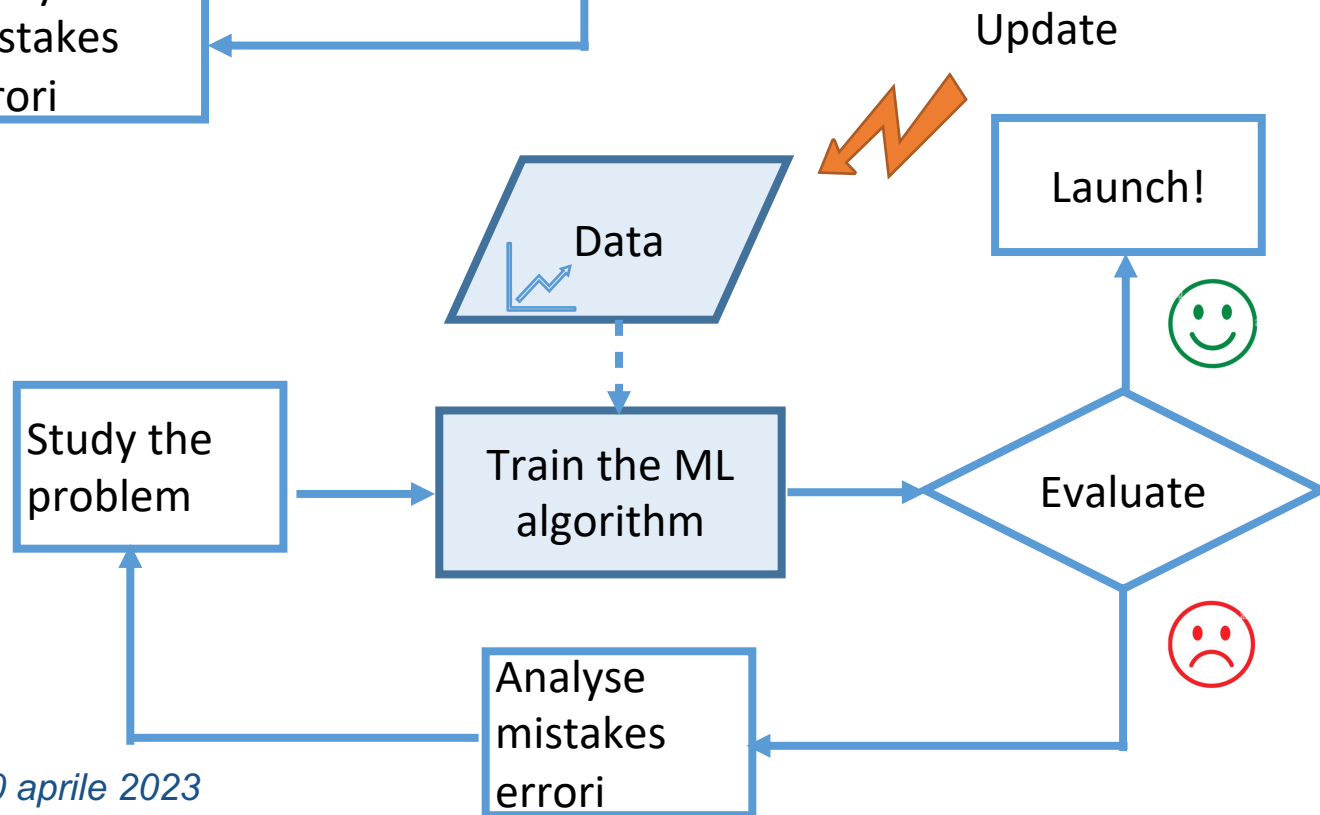 stakes
rori
Update
Launch!
Data
Study the
problem
Train the ML
algorithm
Evaluate
Analyse
mistakes
errori
aprile 2023